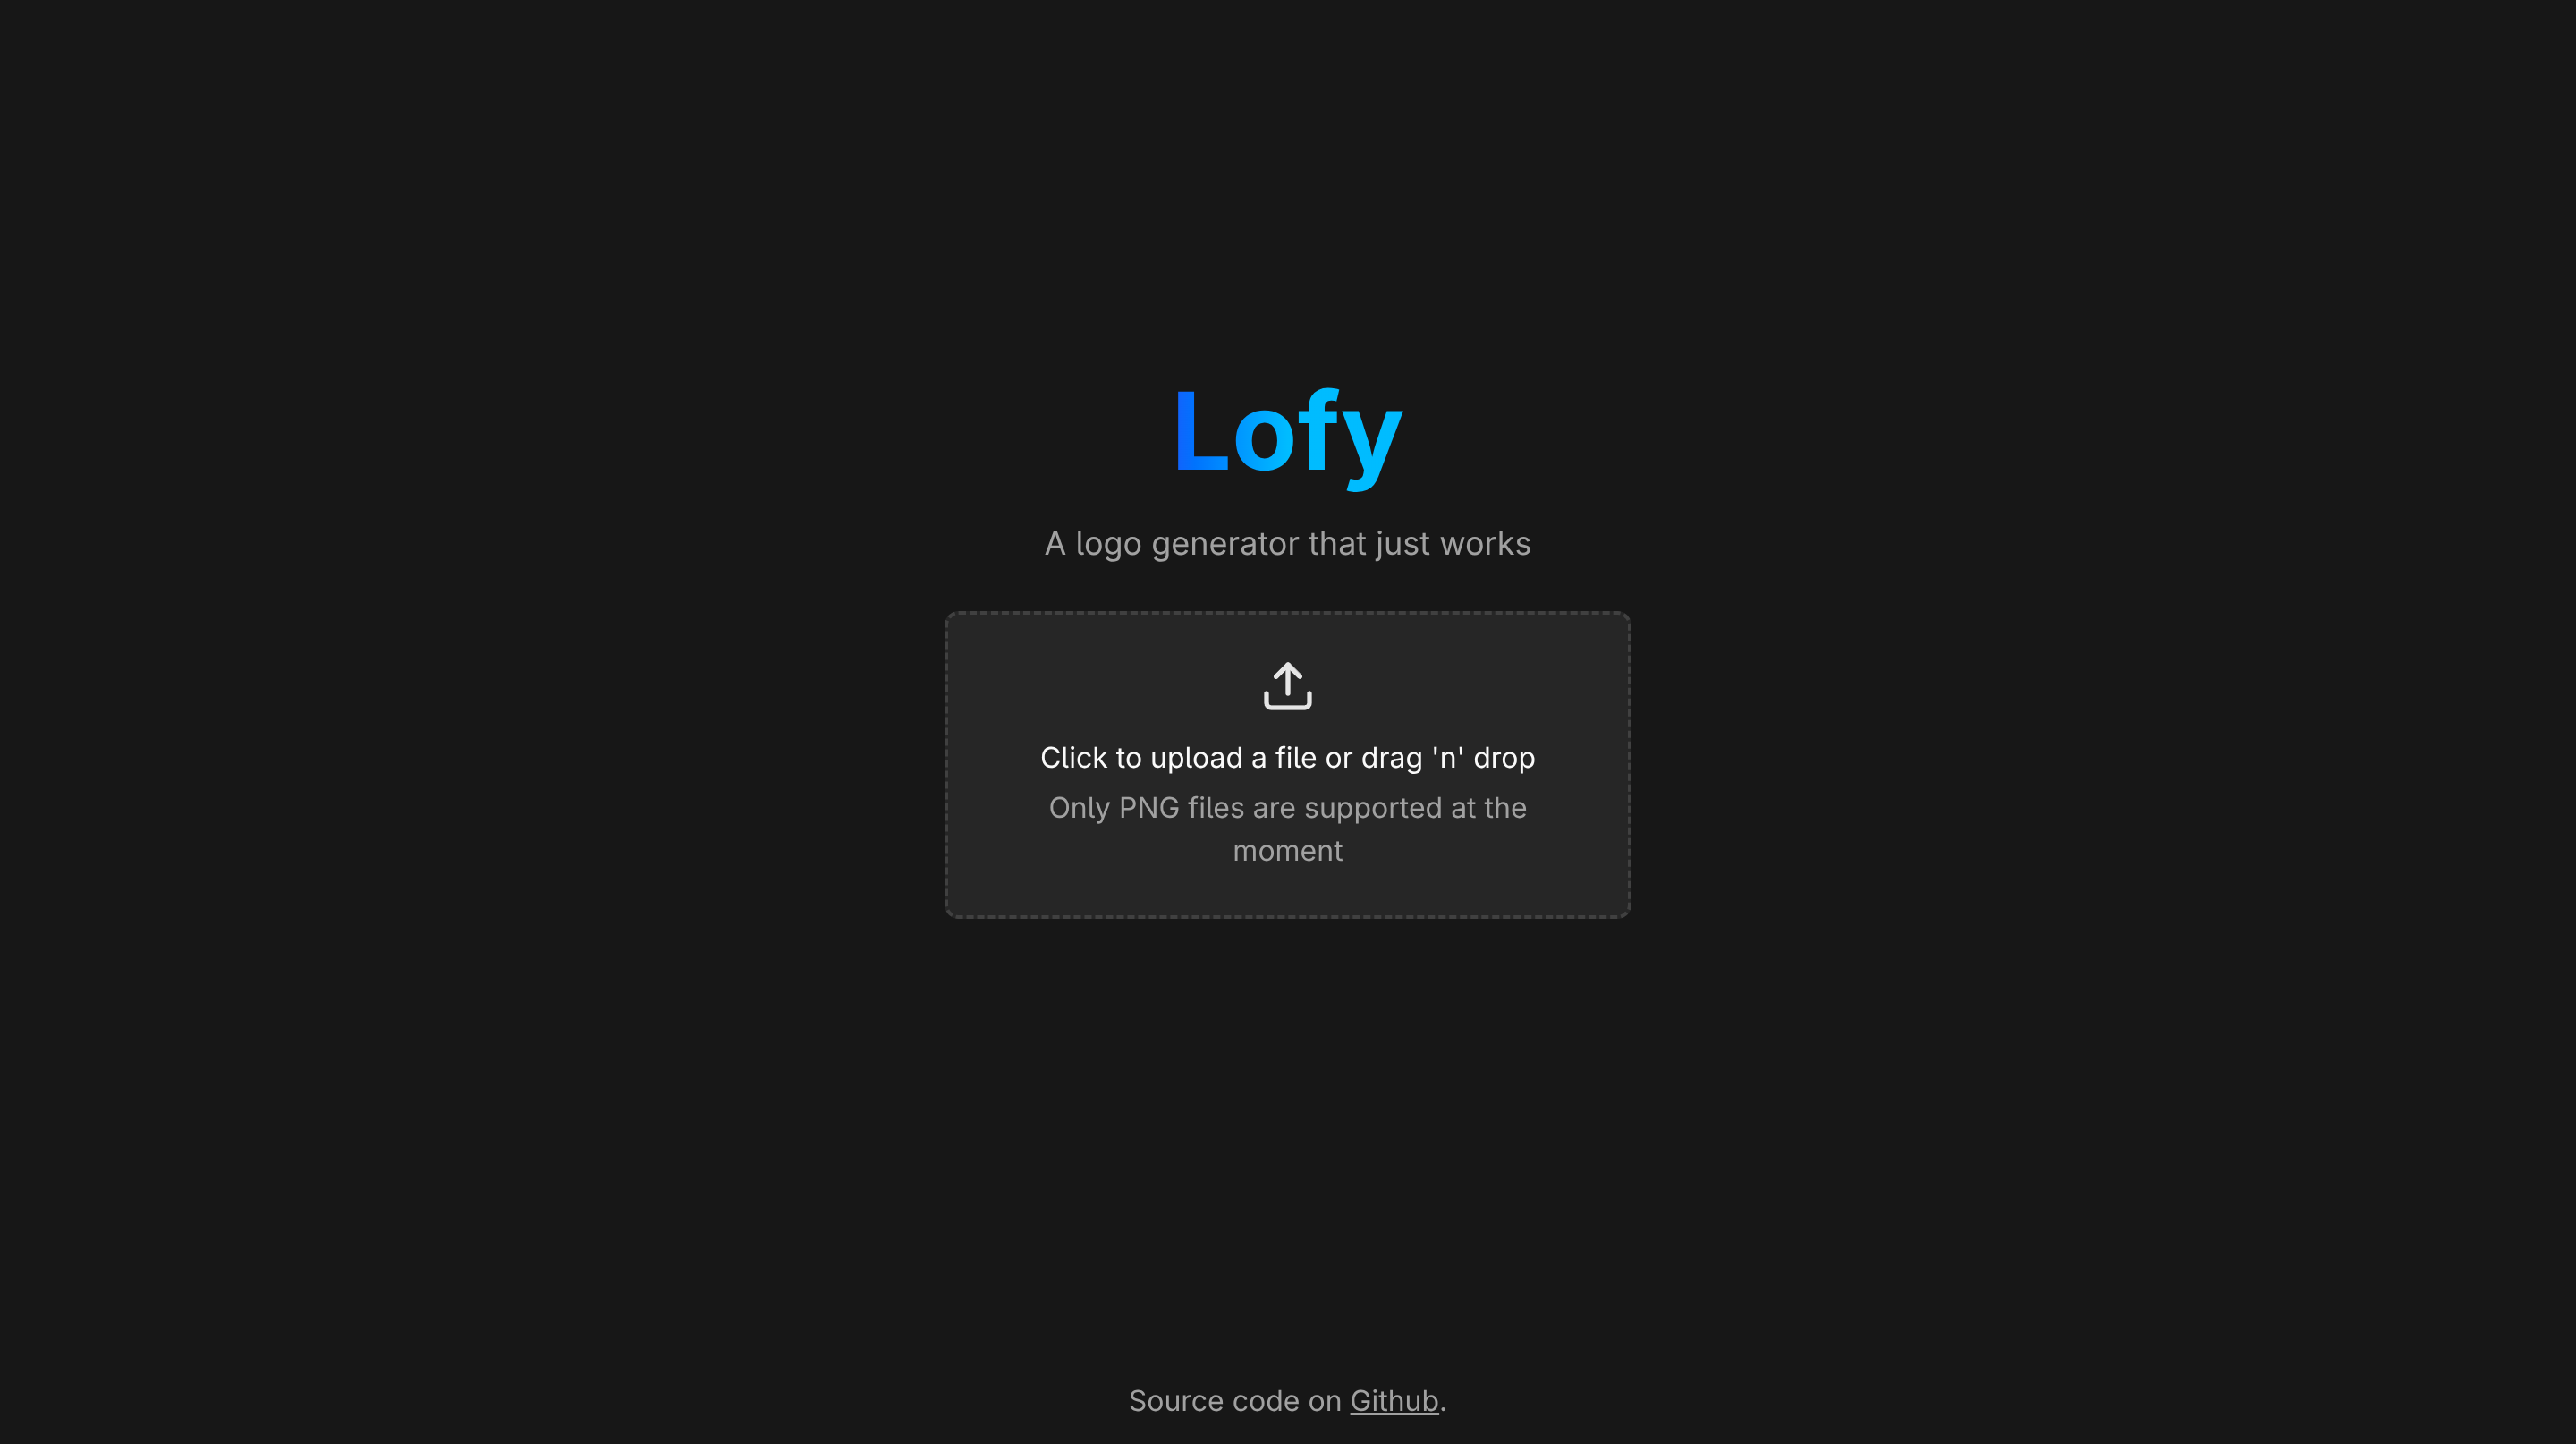 Lofy
A logo generator that just works
Click to upload a file or drag 'n' drop
Only PNG files are supported at the
moment
Source code on Github.